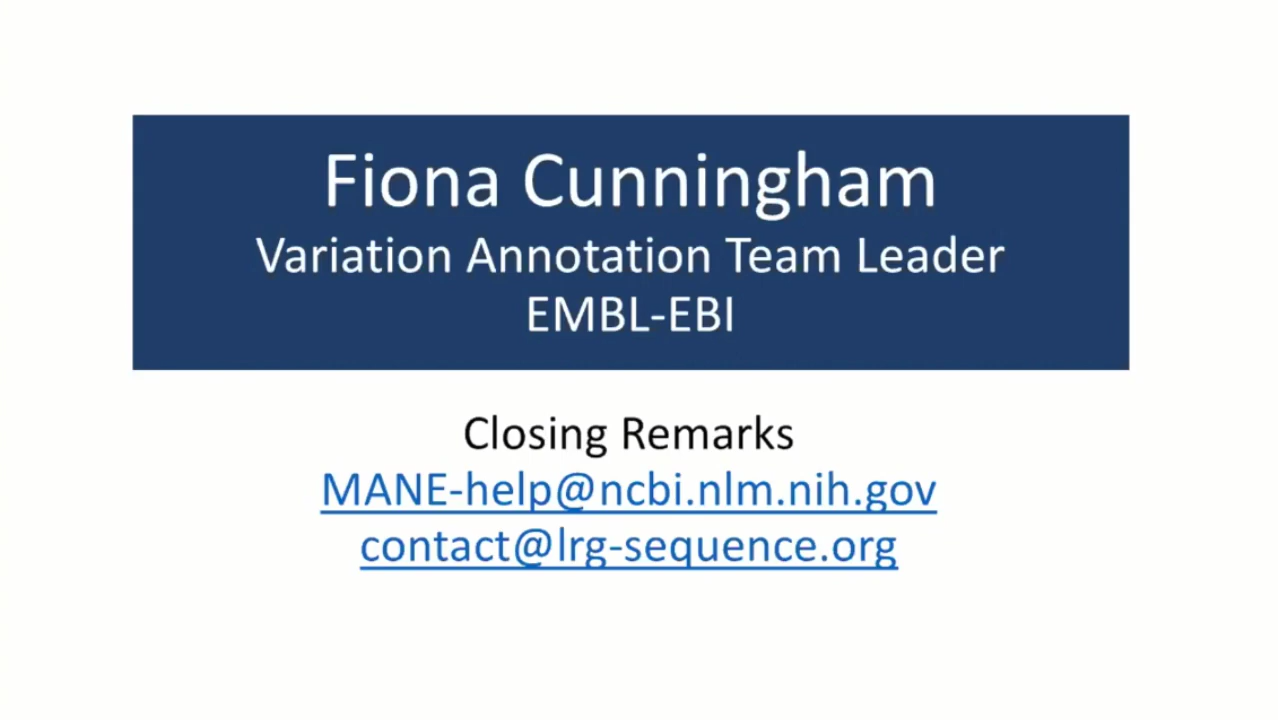 Fiona Cunningham
Variation Annotation Team Leader
EMBL-EBI
Closing Remarks
MANE-help@ncbi.nlm.nih.gov
contact@lrg-sequence.org